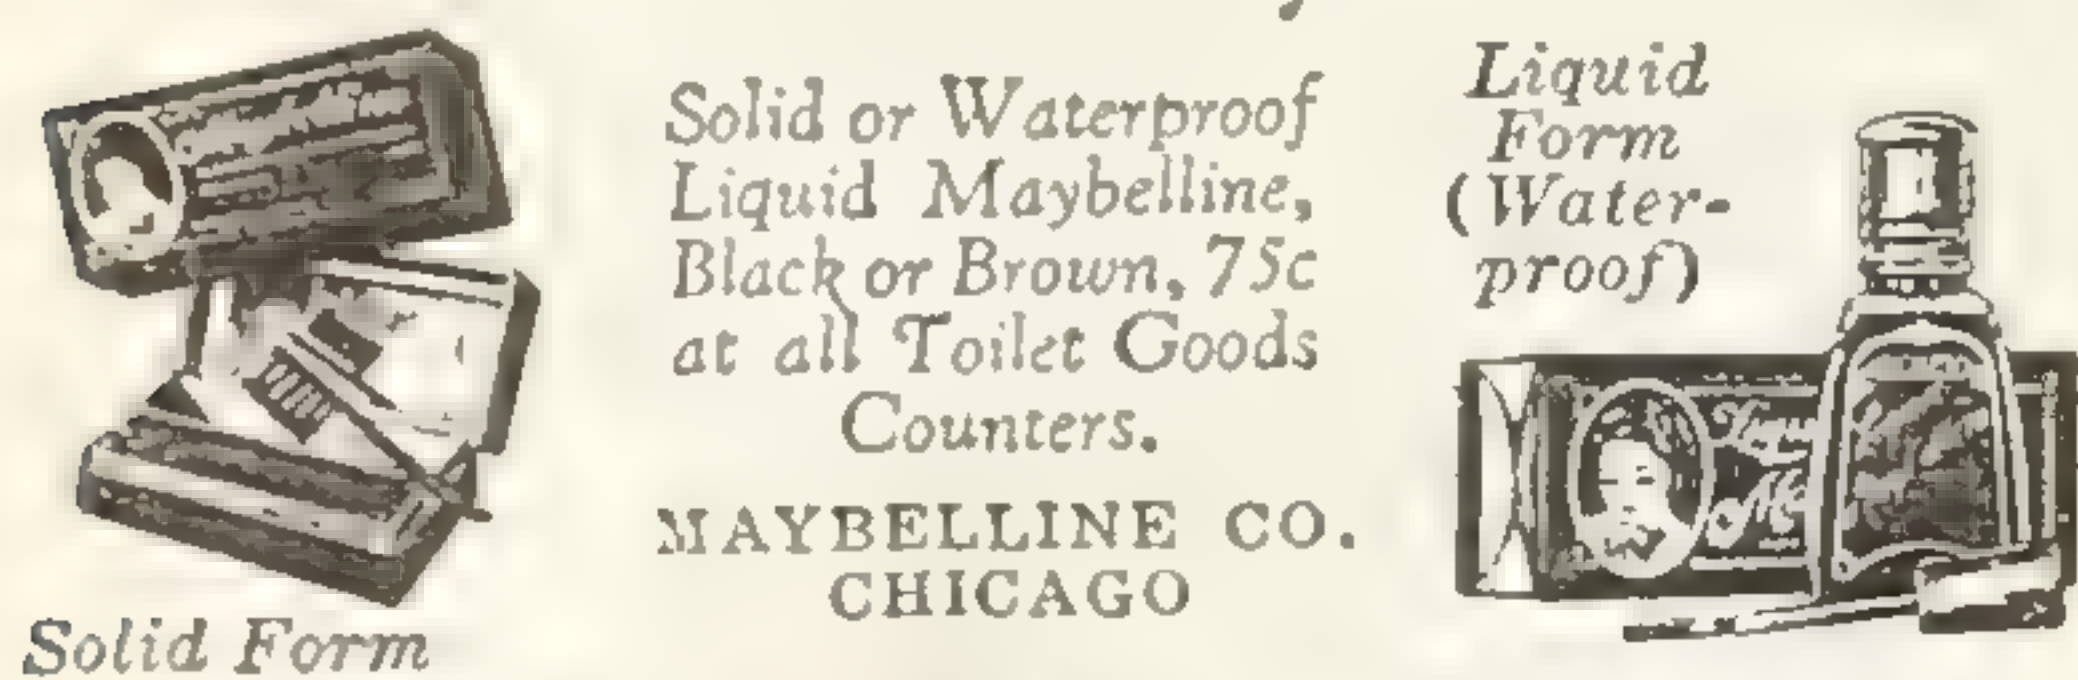 Solid or Waterproof
Liquid Maybelline,
Black or Brown, 75c
at all Toilet Goods
Counters.
MAYBELLINE CO.
CHICAGO
Solid Form
Liquid
Form
(Water-
proof)